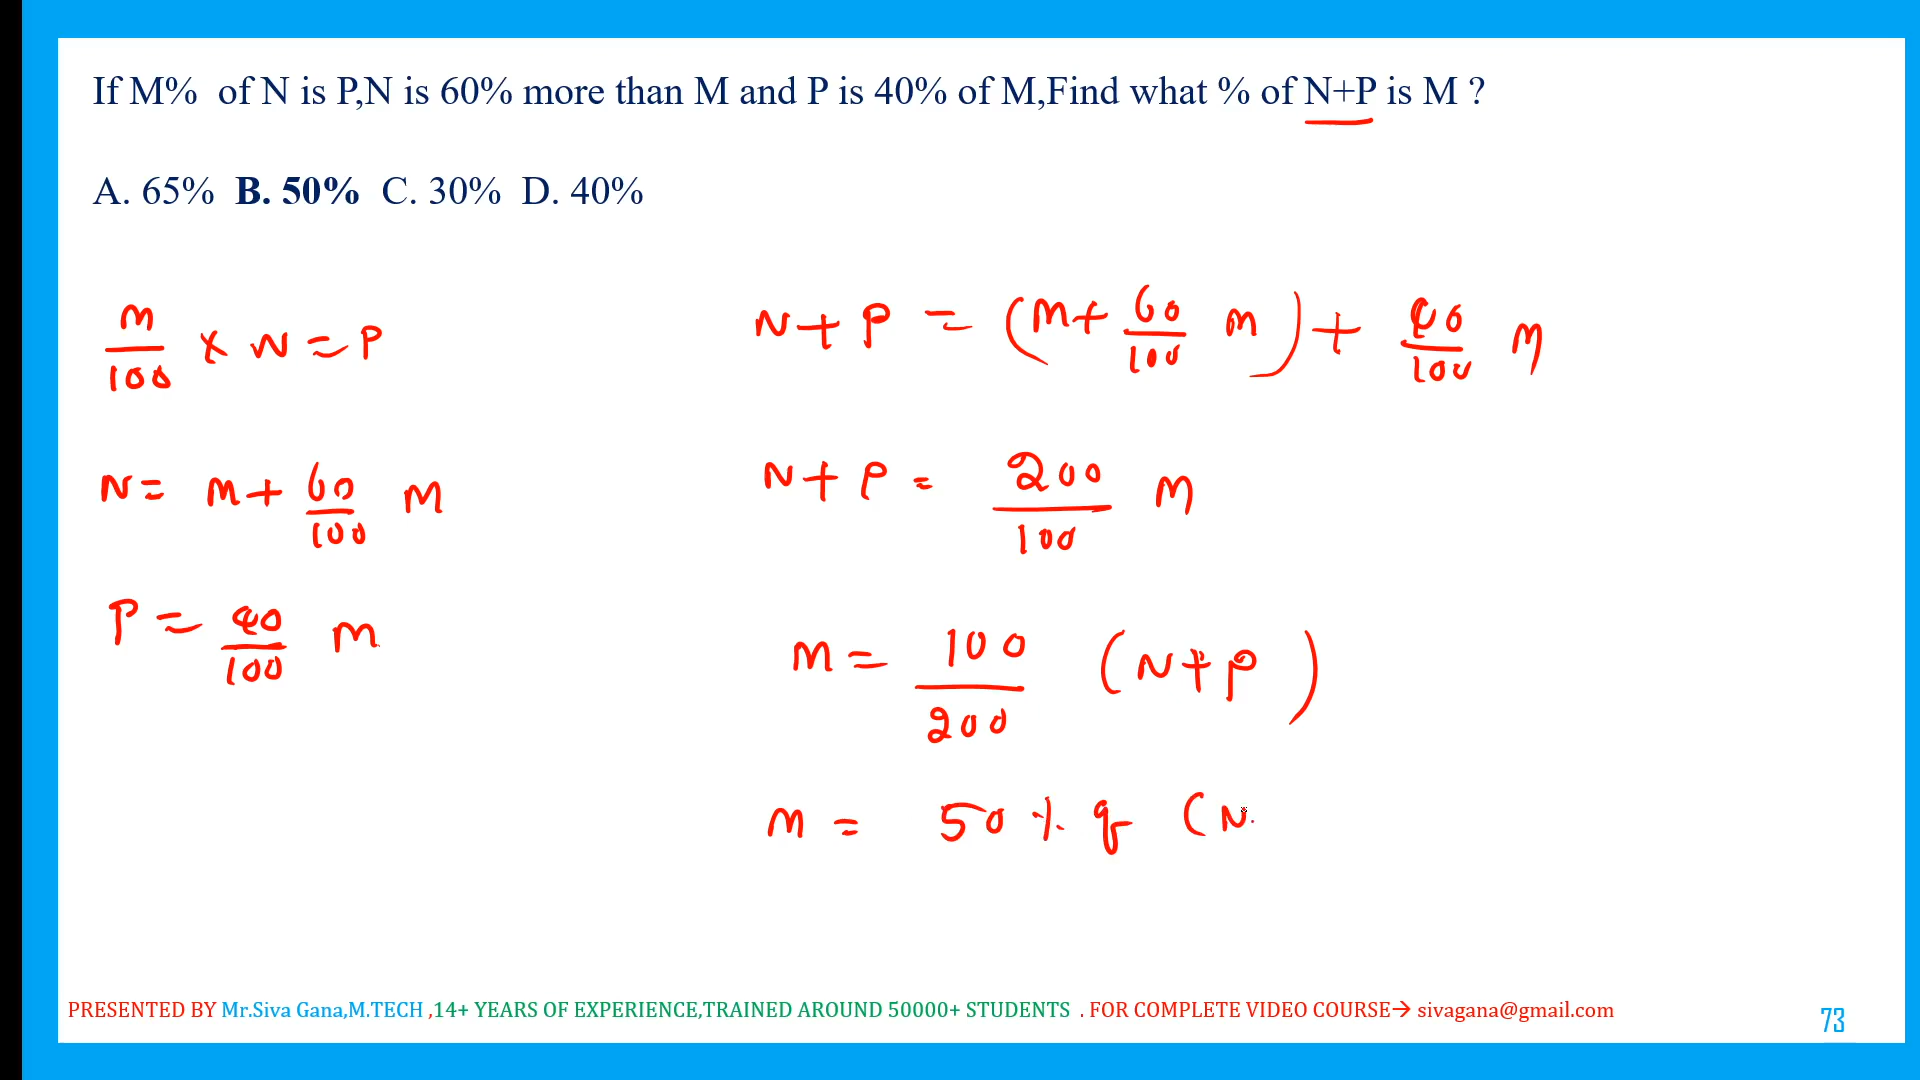 If M%  of N is P,N is 60% more than M and P is 40% of M,Find what % of N+P is M ?
A. 65%  B. 50%  C. 30%  D. 40%
m/100 × N = P
N = m + 60/100 m
P = 40/100 m
N + P = (m + 60/100 m) + 40/100 m
N + P = 200/100 m
m = 100/200 (N + P)
m = 50 % of (N
PRESENTED BY Mr.Siva Gana,M.TECH ,14+ YEARS OF EXPERIENCE,TRAINED AROUND 50000+ STUDENTS . FOR COMPLETE VIDEO COURSE→ sivagana@gmail.com
73